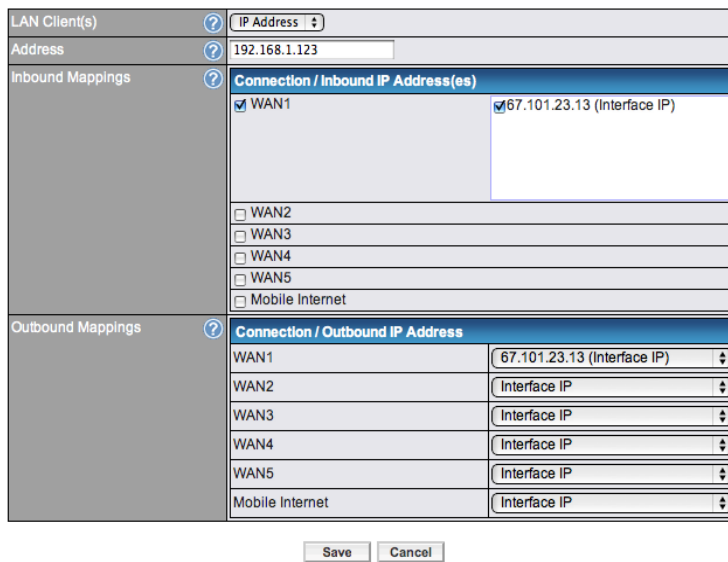 LAN Client(s) ? IP Address
Address ? 192.168.1.123
Inbound Mappings ? Connection / Inbound IP Address(es)
WAN1 67.101.23.13 (Interface IP)
WAN2
WAN3
WAN4
WAN5
Mobile Internet
Outbound Mappings ? Connection / Outbound IP Address
WAN1 67.101.23.13 (Interface IP)
WAN2 Interface IP
WAN3 Interface IP
WAN4 Interface IP
WAN5 Interface IP
Mobile Internet Interface IP
Save Cancel